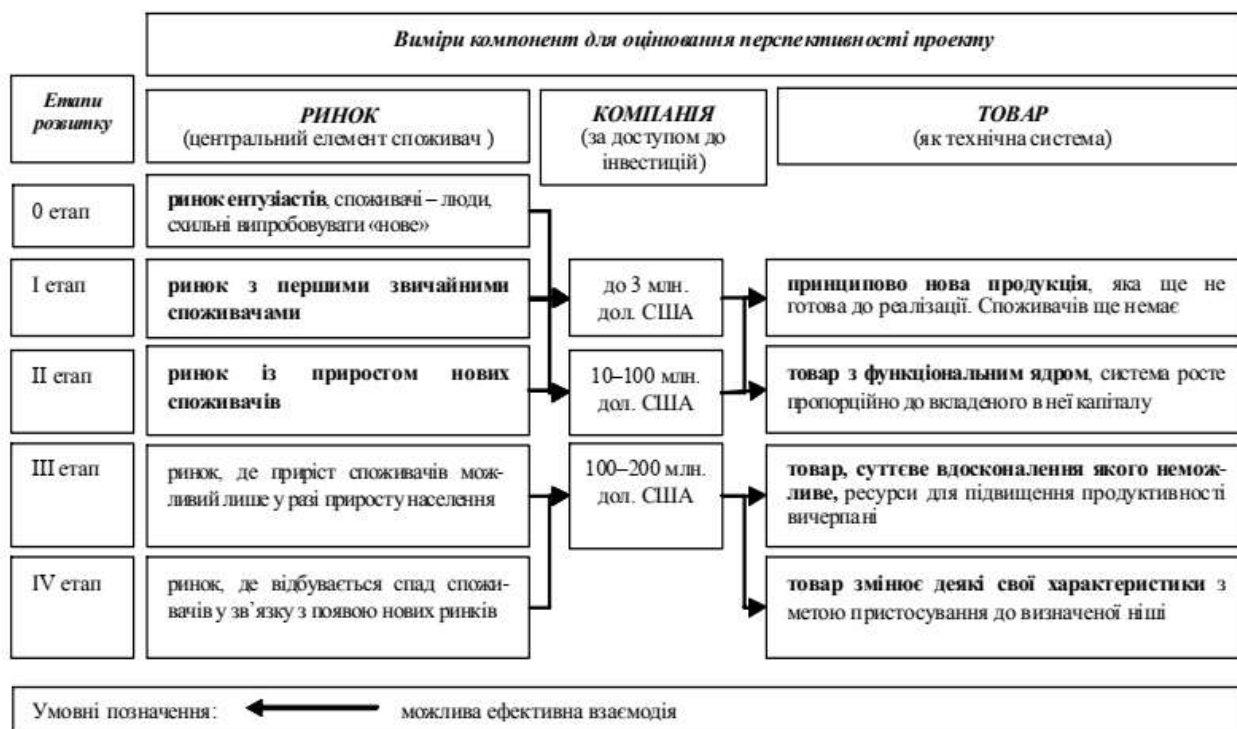 Виміри компонент для оцінювання перспективності проекту
Етапи
розвитку
РИНОК
(центральний елемент споживач )
КОМПАНІЯ
(за доступом до
інвестицій)
ТОВАР
(як технічна система)
0 етап
ринок ентузіастів, споживачі – люди,
схильні випробовувати «нове»
I етап
ринок з першими звичайними
споживачами
до 3 млн.
дол. США
принципово нова продукція, яка ще не
готова до реалізації. Споживачів ще немає
II етап
ринок із приростом нових
споживачів
10–100 млн.
дол. США
товар з функціональним ядром, система росте
пропорційно до вкладеного в неї капіталу
III етап
ринок, де приріст споживачів мож-
ливий лише у разі приросту населення
100–200 млн.
дол. США
товар, суттєве вдосконалення якого немож-
ливе, ресурси для підвищення продуктивності
вичерпані
IV етап
ринок, де відбувається спад спожи-
вачів у зв’язку з появою нових ринків
товар змінює деякі свої характеристики з
метою пристосування до визначеної ніші
Умовні позначення:
можлива ефективна взаємодія